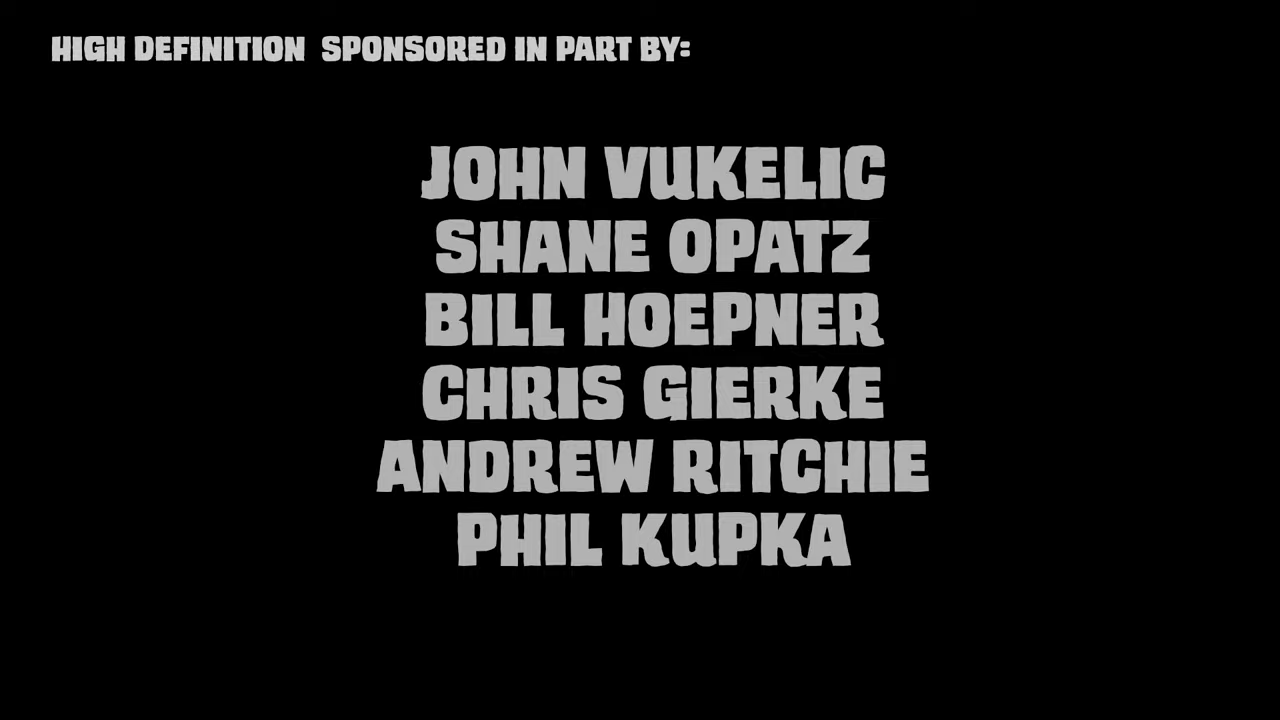 HIGH DEFINITION SPONSORED IN PART BY:
JOHN VUKELIC
SHANE OPATZ
BILL HOEPNER
CHRIS GIERKE
ANDREW RITCHIE
PHIL KUPKA